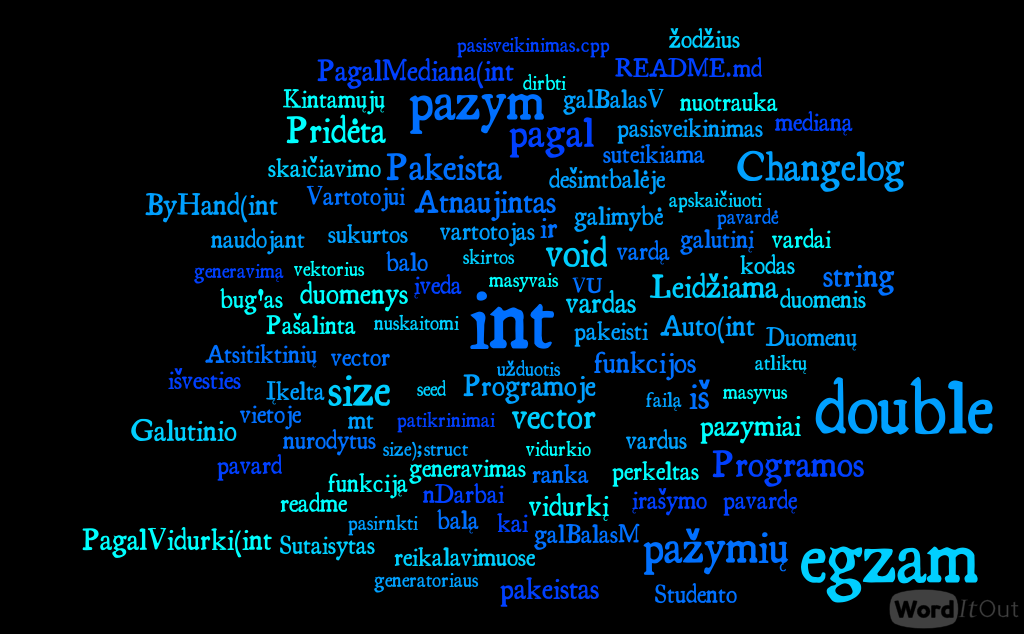 pasisveikinimas.cpp
žodžius
PagalMediana(int
dirbti
README.md
Kintamųjų
pazym
galBalasV
nuotrauka
Pridėta
pagal
pasisveikinimas
medianą
skaičiavimo
Pakeista
suteikiama
Changelog
dešimtbalėje
ByHand(int
Vartotojui
Atnaujintas
galimybė
apskaičiuoti
pavardė
naudojant
sukurtos
vartotojas
ir
void
vardą
galutinį
vardai
generavimą
vektorius
balo
skirtos
kodas
bug'as
duomenys
įveda
masyvais
VU
Leidžiama
string
duomenis
Pašalinta
nuskaitomi
int
vardas
pakeisti
Auto(int
Duomenų
Atsitiktinių
vector
užduotis
funkcijos
atliktų
išvesties
Įkelta
size
seed
Programoje
failą
iš
masyvus
double
vietoje
mt
patikrinimai
vector
pazymiai
Galutinio
nurodytus
size);struct
vidurkio
vardus
pavard
generavimas
ranka
perkeltas
Programos
funkciją
nDarbai
readme
vidurkį
įrašymo
pavardę
pasirnkti
balą
kai
galBalasM
PagalVidurki(int
Sutaisytas
reikalavimuose
pažymių
egzam
generatoriaus
pakeistas
Studento
WordItOut